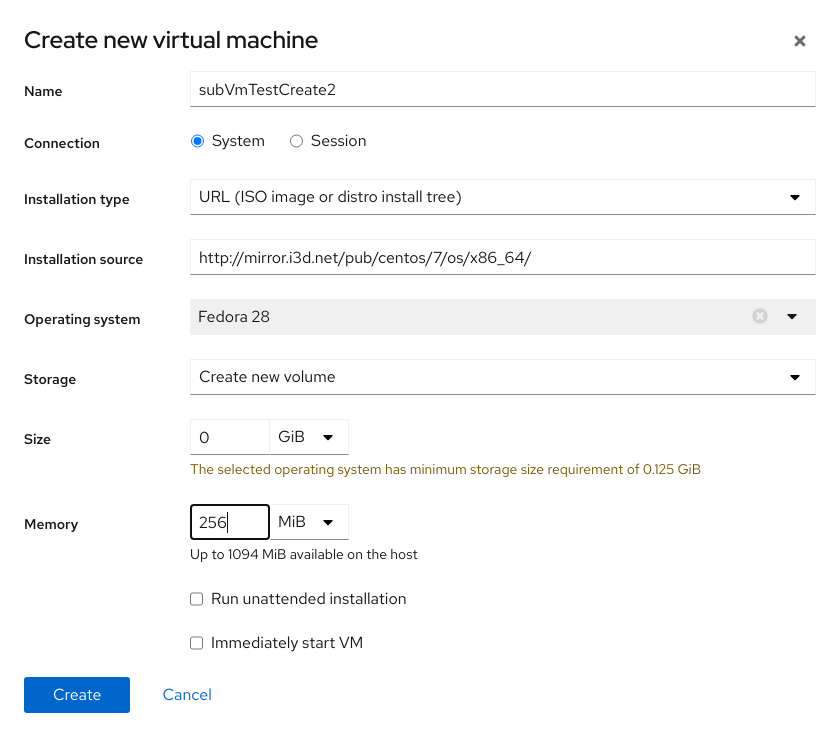 Create new virtual machine
Name
subVmTestCreate2
Connection
System
Session
Installation type
URL (ISO image or distro install tree)
Installation source
http://mirror.i3d.net/pub/centos/7/os/x86_64/
Operating system
Fedora 28
Storage
Create new volume
Size
0
GiB
The selected operating system has minimum storage size requirement of 0.125 GiB
Memory
256
MiB
Up to 1094 MiB available on the host
Run unattended installation
Immediately start VM
Create
Cancel